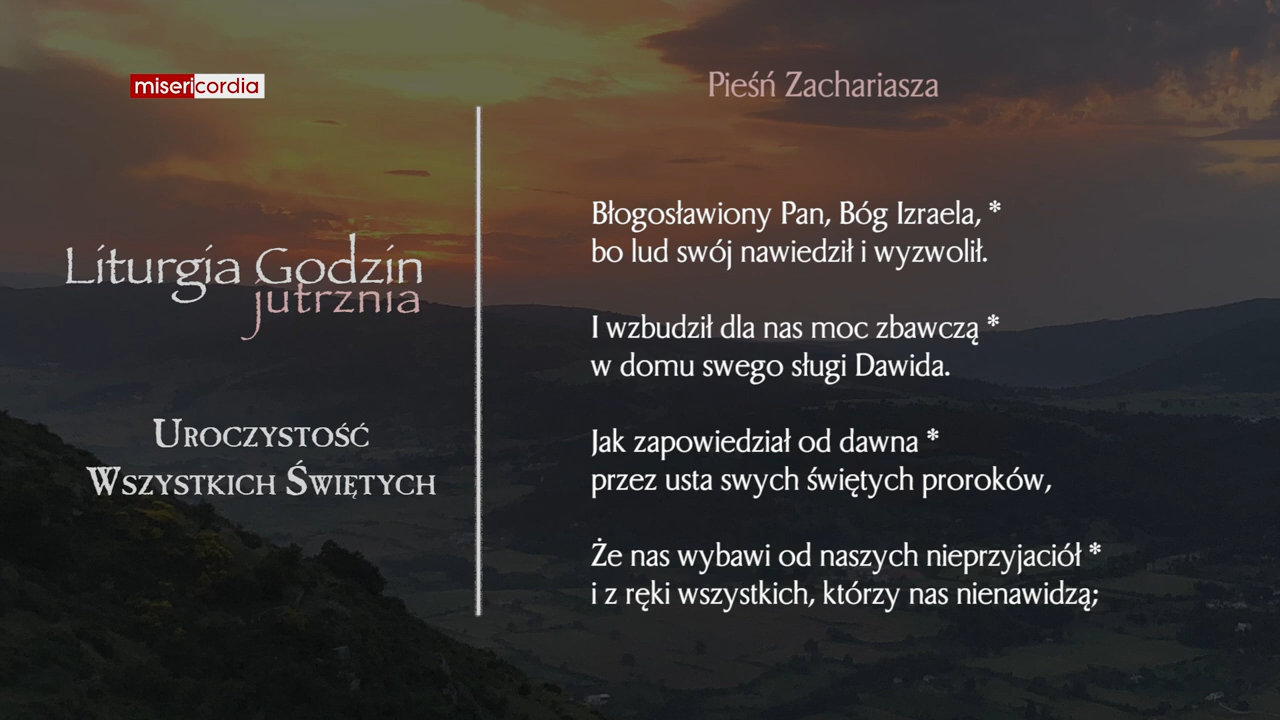 misericordia
Liturgia Godzin
jutrznia
Uroczystość
Wszystkich Świętych
Pieśń Zachariasza
Błogosławiony Pan, Bóg Izraela, *
bo lud swój nawiedził i wyzwolił.
I wzbudził dla nas moc zbawczą *
w domu swego sługi Dawida.
Jak zapowiedział od dawna *
przez usta swych świętych proroków,
Że nas wybawi od naszych nieprzyjaciół *
i z ręki wszystkich, którzy nas nienawidzą;